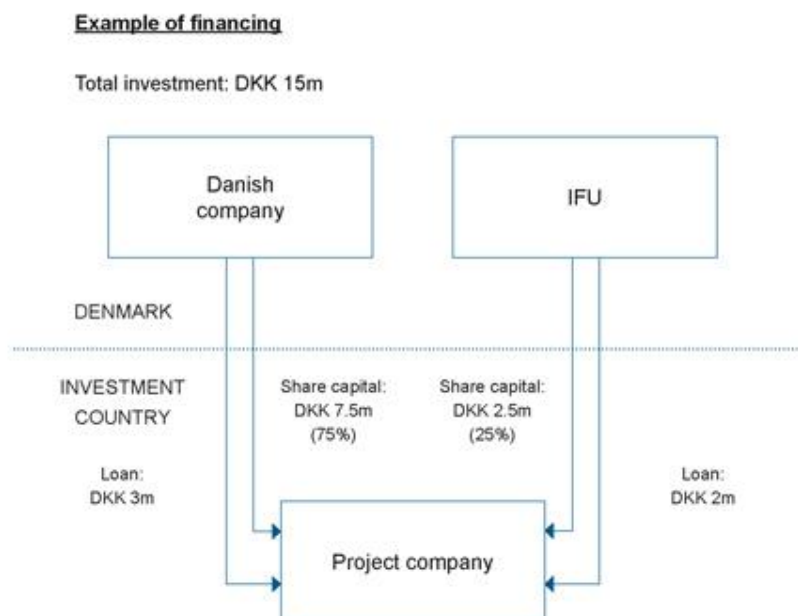 Example of financing
Total investment: DKK 15m
Danish
company
IFU
DENMARK
INVESTMENT
COUNTRY
Share capital:
DKK 7.5m
(75%)
Share capital:
DKK 2.5m
(25%)
Loan:
DKK 3m
Loan:
DKK 2m
Project company